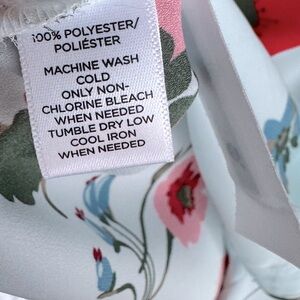 100% POLYESTER/
POLIÉSTER
MACHINE WASH
COLD
ONLY NON-
CHLORINE BLEACH
WHEN NEEDED
TUMBLE DRY LOW
COOL IRON
WHEN NEEDED